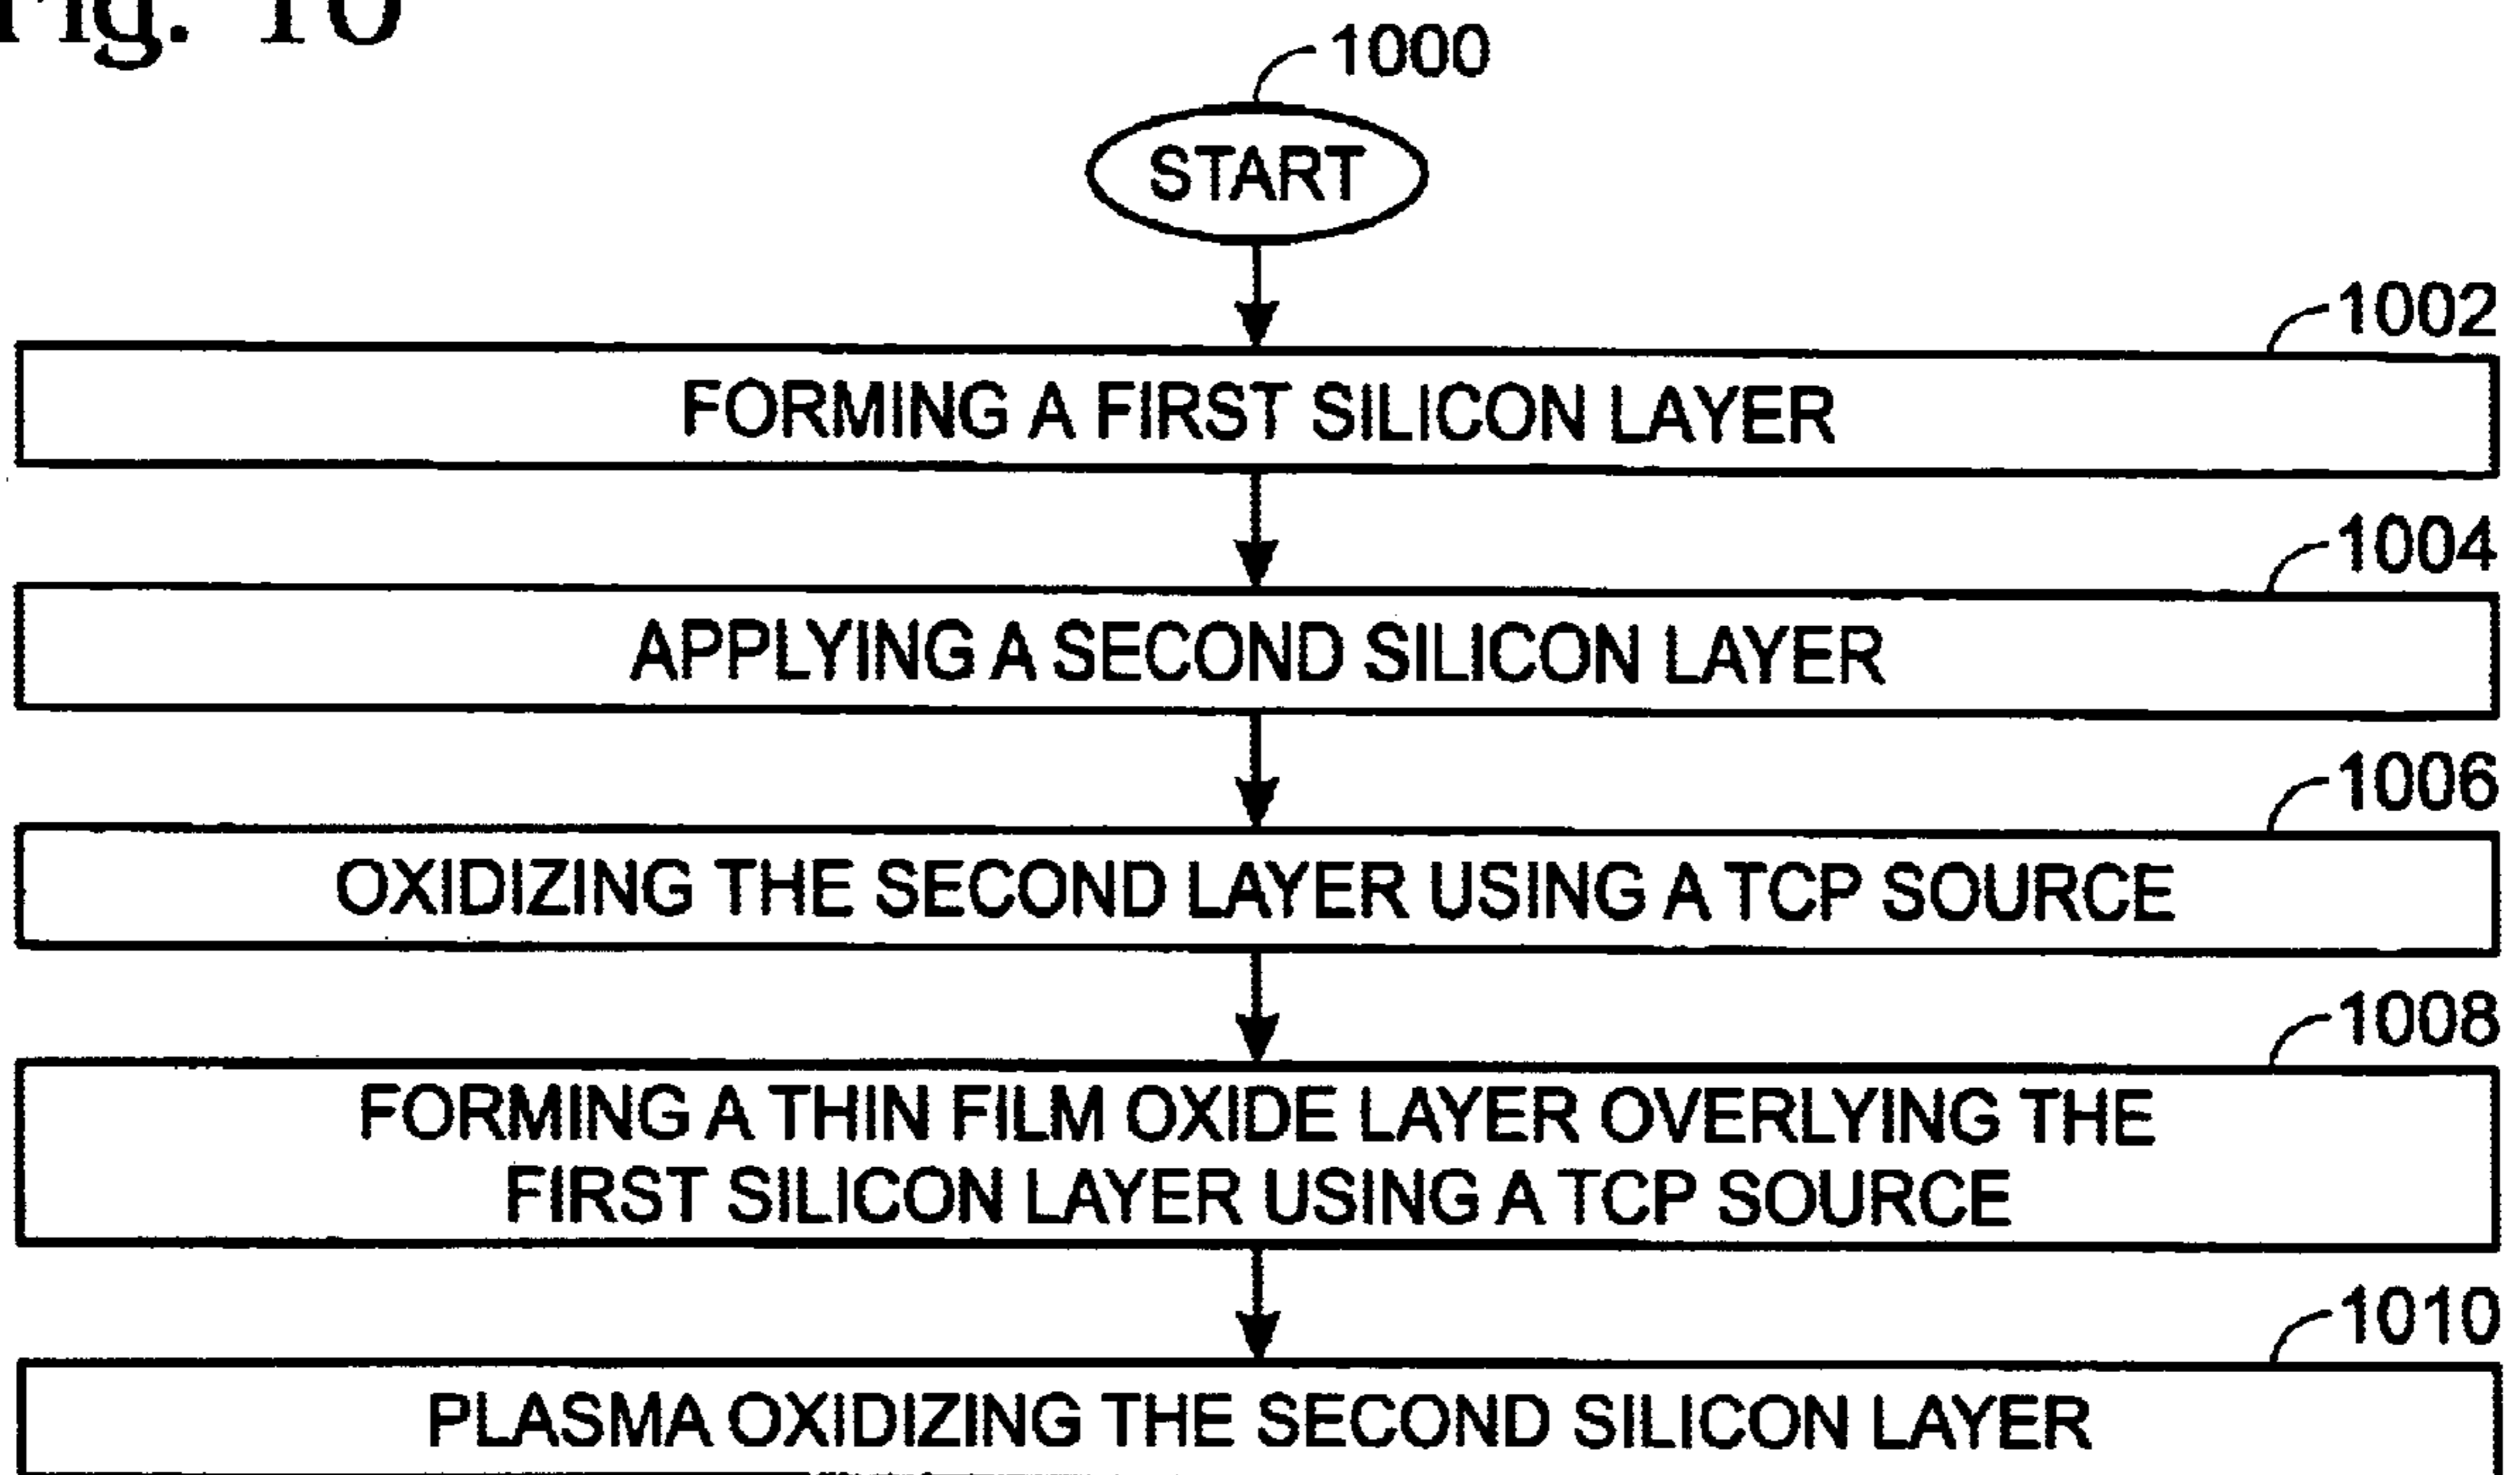 Fig. 10
1000
START
1002
FORMING A FIRST SILICON LAYER
1004
APPLYING A SECOND SILICON LAYER
1006
OXIDIZING THE SECOND LAYER USING A TCP SOURCE
1008
FORMING A THIN FILM OXIDE LAYER OVERLYING THE
FIRST SILICON LAYER USING A TCP SOURCE
1010
PLASMA OXIDIZING THE SECOND SILICON LAYER